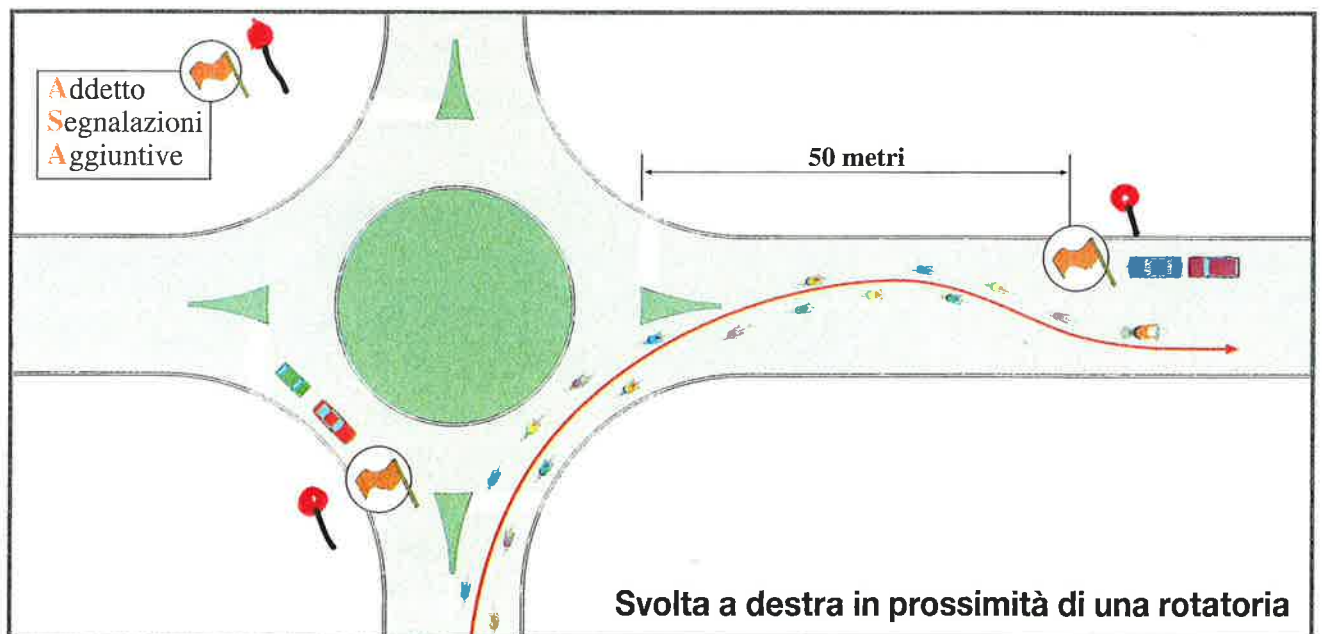 Addetto
Segnalazioni
Aggiuntive
50 metri
Svolta a destra in prossimità di una rotatoria